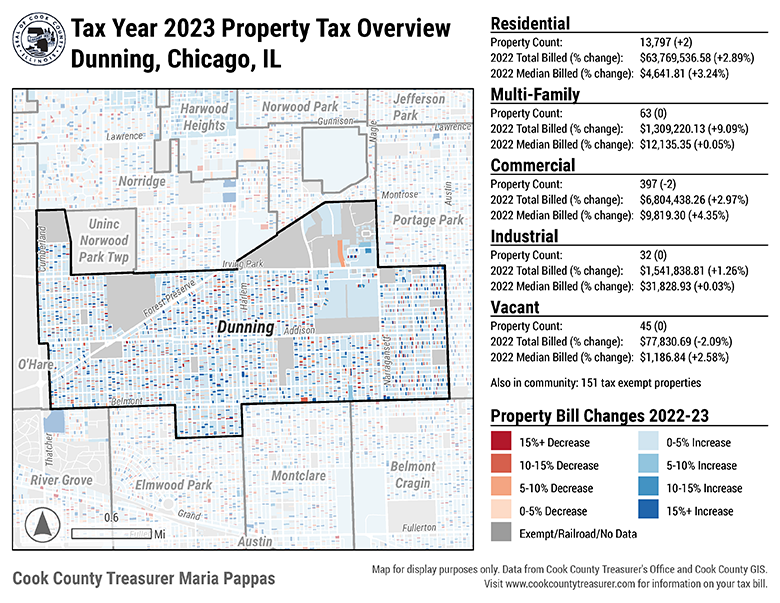 SEAL OF COOK COUNTY
ILLINOIS
Tax Year 2023 Property Tax Overview
Dunning, Chicago, IL
Residential
Property Count: 13,797 (+2)
2022 Total Billed (% change): $63,769,536.58 (+2.89%)
2022 Median Billed (% change): $4,641.81 (+3.24%)
Multi-Family
Property Count: 63 (0)
2022 Total Billed (% change): $1,309,220.13 (+9.09%)
2022 Median Billed (% change): $12,135.35 (+0.05%)
Commercial
Property Count: 397 (-2)
2022 Total Billed (% change): $6,804,438.26 (+2.97%)
2022 Median Billed (% change): $9,819.30 (+4.35%)
Industrial
Property Count: 32 (0)
2022 Total Billed (% change): $1,541,838.81 (+1.26%)
2022 Median Billed (% change): $31,828.93 (+0.03%)
Vacant
Property Count: 45 (0)
2022 Total Billed (% change): $77,830.69 (-2.09%)
2022 Median Billed (% change): $1,186.84 (+2.58%)
Also in community: 151 tax exempt properties
Property Bill Changes 2022-23
15%+ Decrease
10-15% Decrease
5-10% Decrease
0-5% Decrease
Exempt/Railroad/No Data
0-5% Increase
5-10% Increase
10-15% Increase
15%+ Increase
Harwood
Heights
Norwood Park
Jefferson
Park
Gunnison
Nagle
Lawrence
Lawrence
Norridge
Montrose
Austin
Portage Park
Uninc
Norwood
Park Twp
Cumberland
Irving Park
Forest Preserve
Harlem
Dunning
Addison
Narragansett
O'Hare
Belmont
Thatcher
River Grove
Elmwood Park
Montclare
Belmont
Cragin
Grand
Fullerton
Fullerton
Austin
0.6
Mi
Cook County Treasurer Maria Pappas
Map for display purposes only. Data from Cook County Treasurer's Office and Cook County GIS.
Visit www.cookcountytreasurer.com for information on your tax bill.